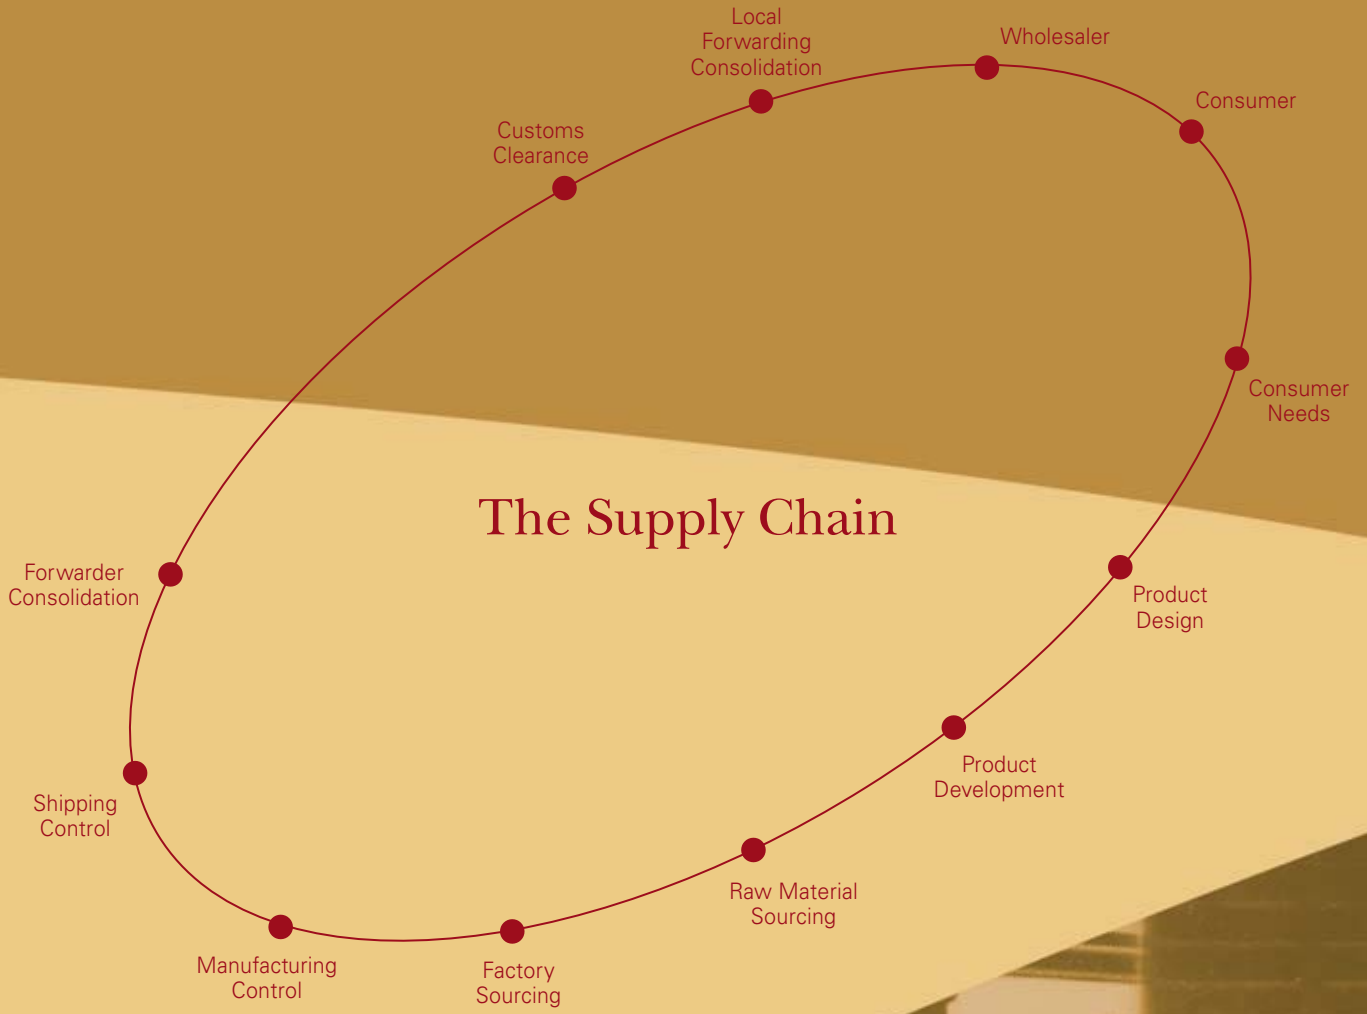 Local
Forwarding
Consolidation
Wholesaler
Consumer
Customs
Clearance
Consumer
Needs
The Supply Chain
Forwarder
Consolidation
Product
Design
Product
Development
Shipping
Control
Raw Material
Sourcing
Manufacturing
Control
Factory
Sourcing